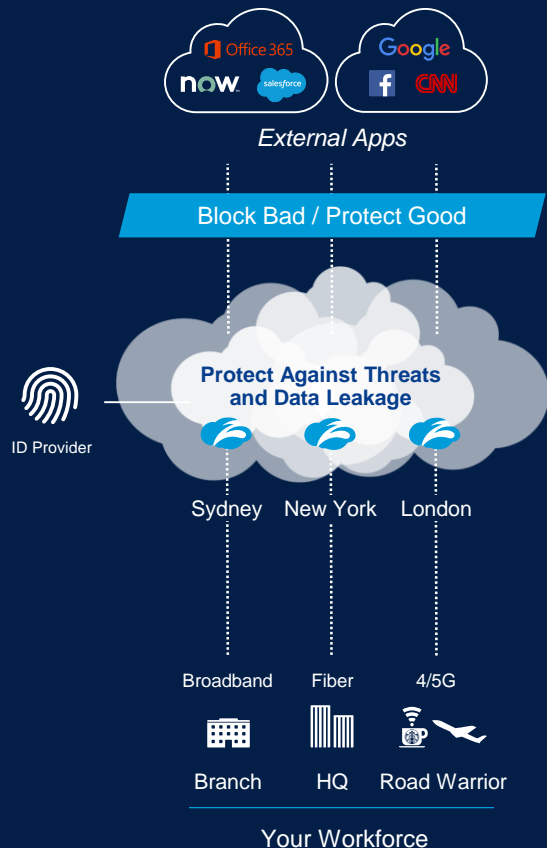 Office 365
Google
now
salesforce
f
CNN
External Apps
Block Bad / Protect Good
Protect Against Threats
and Data Leakage
ID Provider
Sydney New York London
Broadband Fiber 4/5G
Branch HQ Road Warrior
Your Workforce